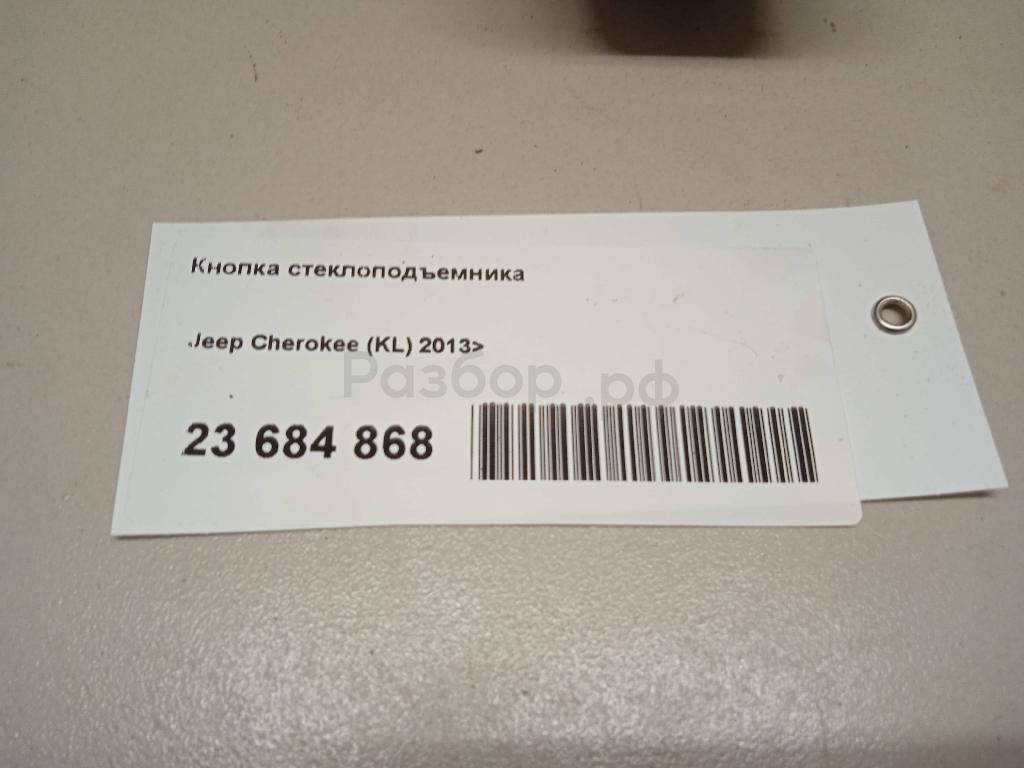 Кнопка стеклоподъемника
Jeep Cherokee (KL) 2013>
Разбор.рф
23 684 868